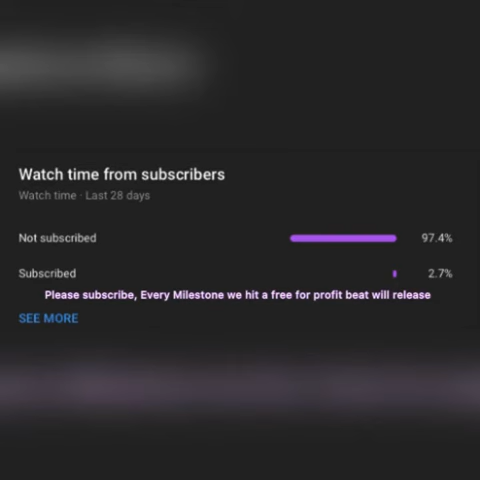 Watch time from subscribers
Watch time · Last 28 days
Not subscribed 97.4%
Subscribed 2.7%
Please subscribe, Every Milestone we hit a free for profit beat will release
SEE MORE